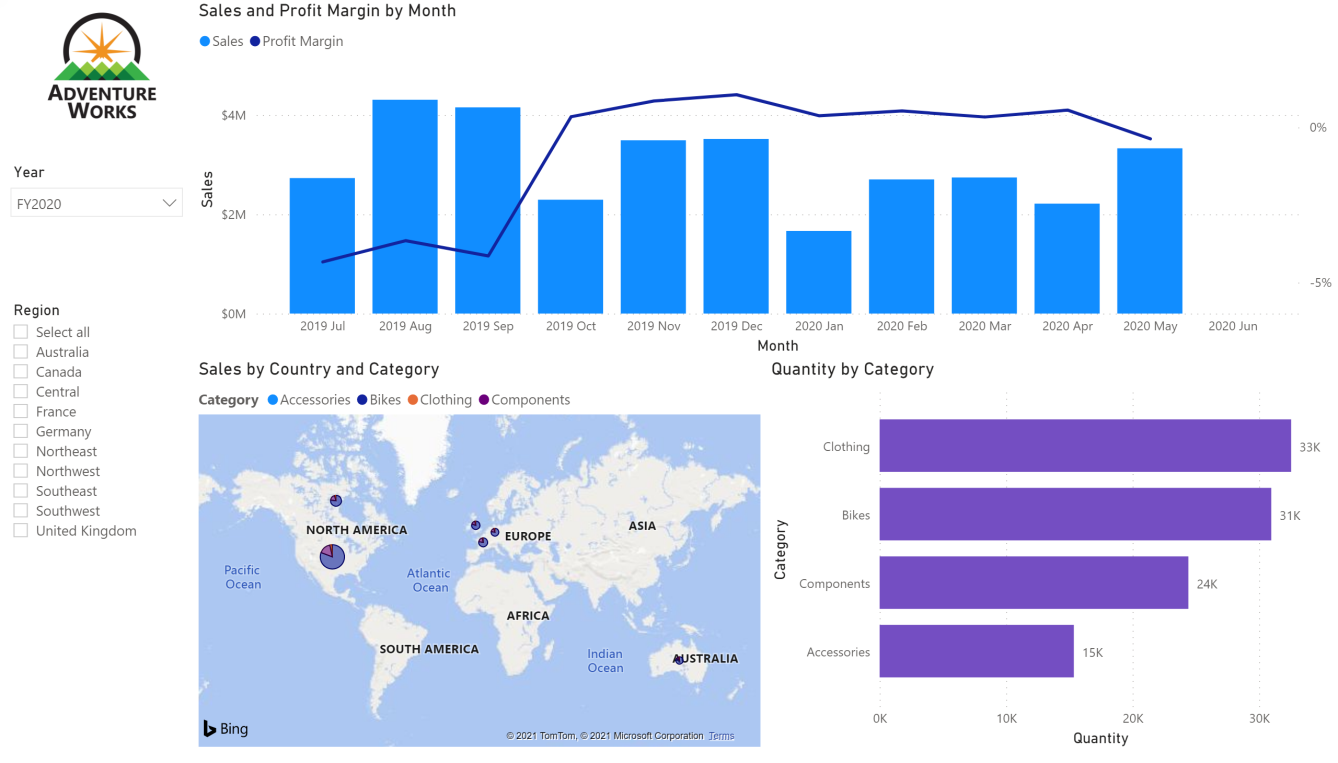 ADVENTURE
WORKS
Year
FY2020
Region
Select all
Australia
Canada
Central
France
Germany
Northeast
Northwest
Southeast
Southwest
United Kingdom
Sales and Profit Margin by Month
Sales Profit Margin
$4M
$2M
$0M
Sales
0%
-5%
2019 Jul 2019 Aug 2019 Sep 2019 Oct 2019 Nov 2019 Dec 2020 Jan 2020 Feb 2020 Mar 2020 Apr 2020 May 2020 Jun
Month
Sales by Country and Category
Category Accessories Bikes Clothing Components
NORTH AMERICA
EUROPE
ASIA
Pacific
Ocean
Atlantic
Ocean
AFRICA
SOUTH AMERICA
Indian
Ocean
AUSTRALIA
Bing
© 2021 TomTom, © 2021 Microsoft Corporation Terms
Quantity by Category
Category
Clothing 33K
Bikes 31K
Components 24K
Accessories 15K
0K 10K 20K 30K
Quantity